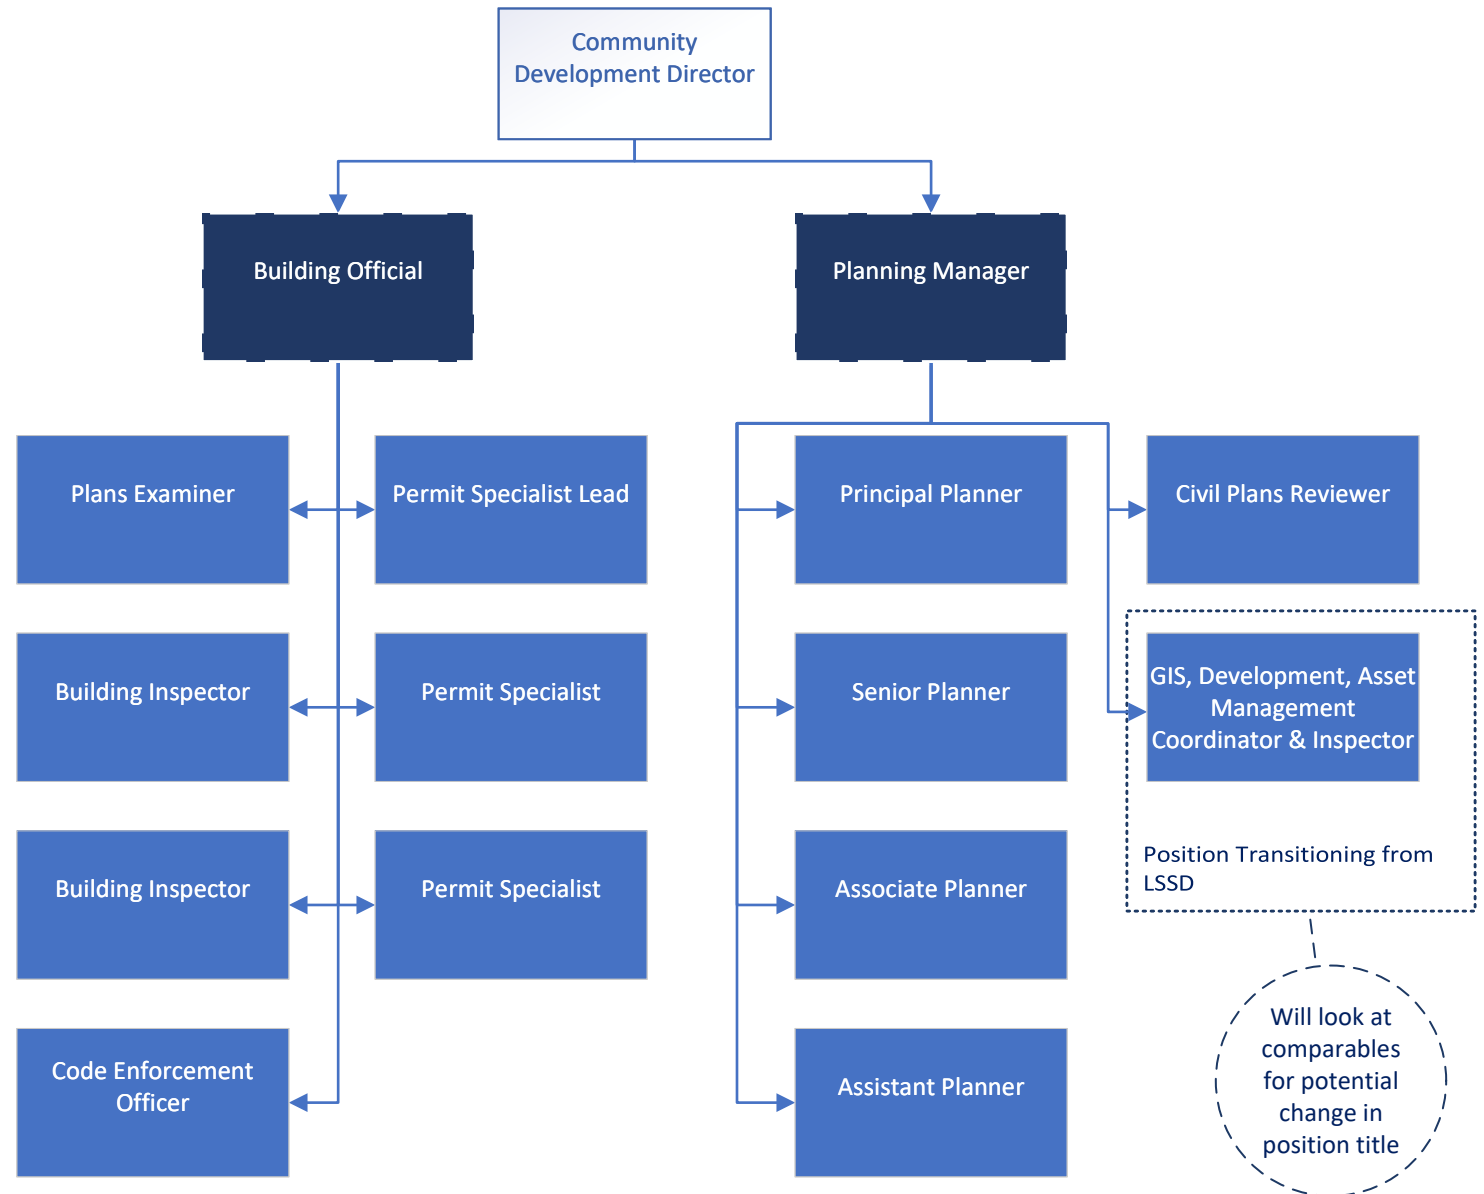 Community
Development Director
Building Official
Planning Manager
Plans Examiner
Permit Specialist Lead
Principal Planner
Civil Plans Reviewer
Building Inspector
Permit Specialist
Senior Planner
GIS, Development, Asset
Management
Coordinator & Inspector
Building Inspector
Permit Specialist
Associate Planner
Position Transitioning from
LSSD
Code Enforcement
Officer
Assistant Planner
Will look at
comparables
for potential
change in
position title